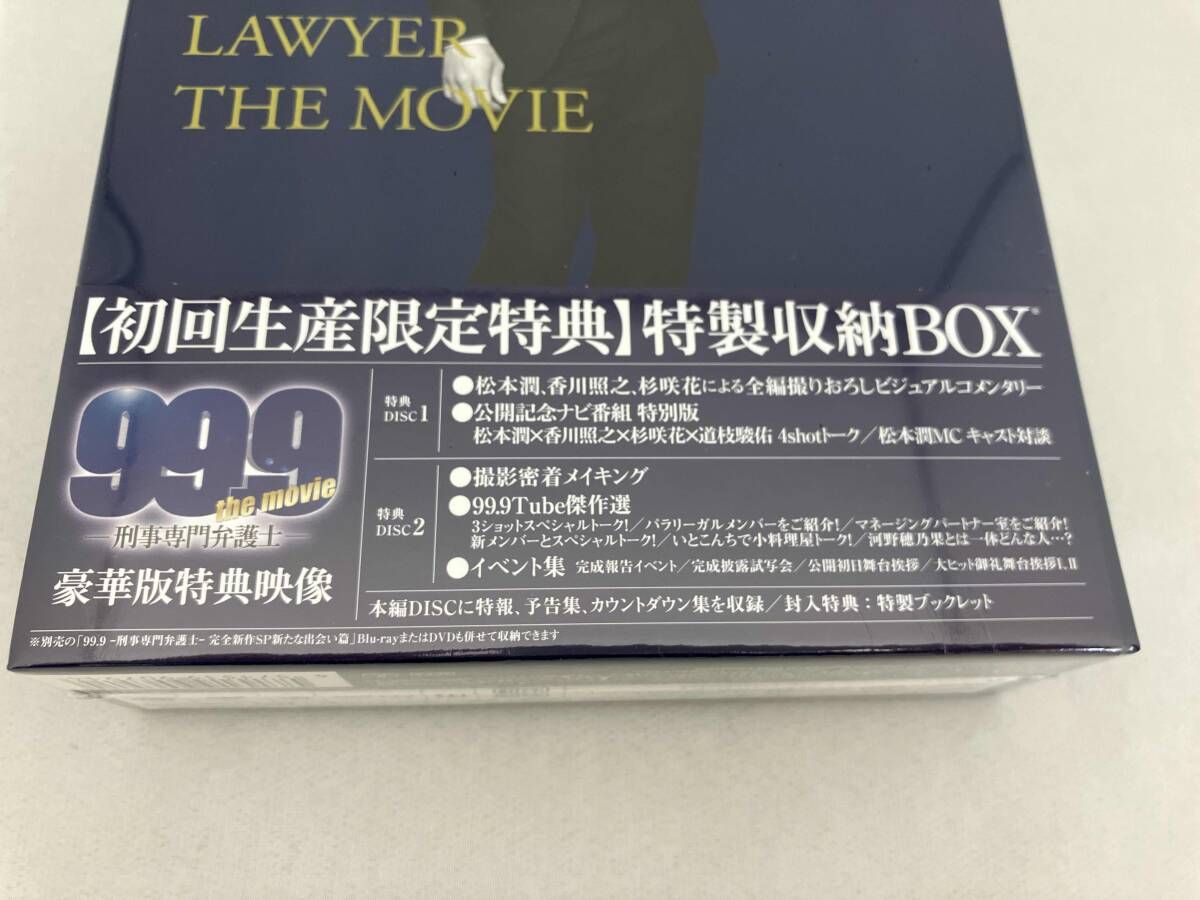 LAWYER
THE MOVIE
【初回生産限定特典】特製収納BOX※
99.9
the movie
―刑事専門弁護士―
豪華版特典映像
特典
DISC1
●松本潤、香川照之、杉咲花による全編撮りおろしビジュアルコメンタリー
●公開記念ナビ番組 特別版
松本潤×香川照之×杉咲花×道枝駿佑 4shotトーク／松本潤MC キャスト対談
特典
DISC2
●撮影密着メイキング
●99.9Tube傑作選
3ショットスペシャルトーク!／パラリーガルメンバーをご紹介!／マネージングパートナー室をご紹介!
新メンバーとスペシャルトーク!／いとこんちで小料理屋トーク!／河野穂乃果とは一体どんな人…?
●イベント集 完成報告イベント／完成披露試写会／公開初日舞台挨拶／大ヒット御礼舞台挨拶I、II
本編DISCに特報、予告集、カウントダウン集を収録／封入特典：特製ブックレット
※別売の「99.9 -刑事専門弁護士- 完全新作SP新たな出会い篇」Blu-rayまたはDVDも併せて収納できます